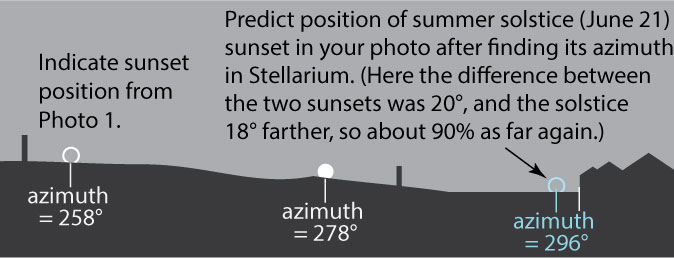 Indicate sunset
position from
Photo 1.
Predict position of summer solstice (June 21)
sunset in your photo after finding its azimuth
in Stellarium. (Here the difference between
the two sunsets was 20°, and the solstice
18° farther, so about 90% as far again.)
azimuth
= 258°
azimuth
= 278°
azimuth
= 296°